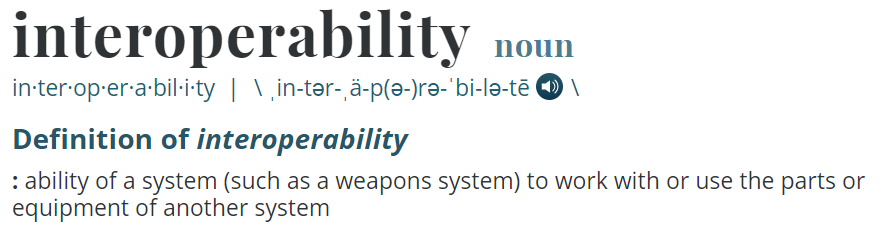 interoperability noun
in·ter·op·er·a·bil·i·ty | \ ˌin-tər-ˌä-p(ə-)rə-ˈbi-lə-tē \
Definition of interoperability
: ability of a system (such as a weapons system) to work with or use the parts or
equipment of another system